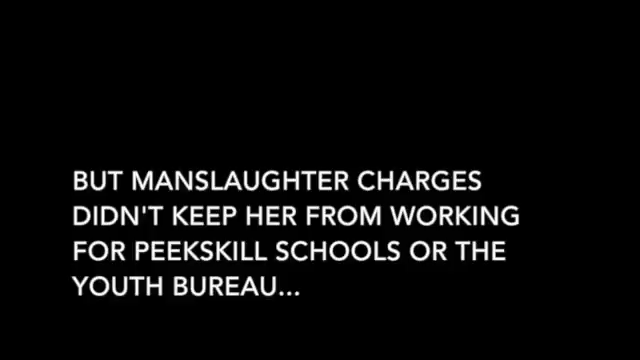 BUT MANSLAUGHTER CHARGES
DIDN'T KEEP HER FROM WORKING
FOR PEEKSKILL SCHOOLS OR THE
YOUTH BUREAU...